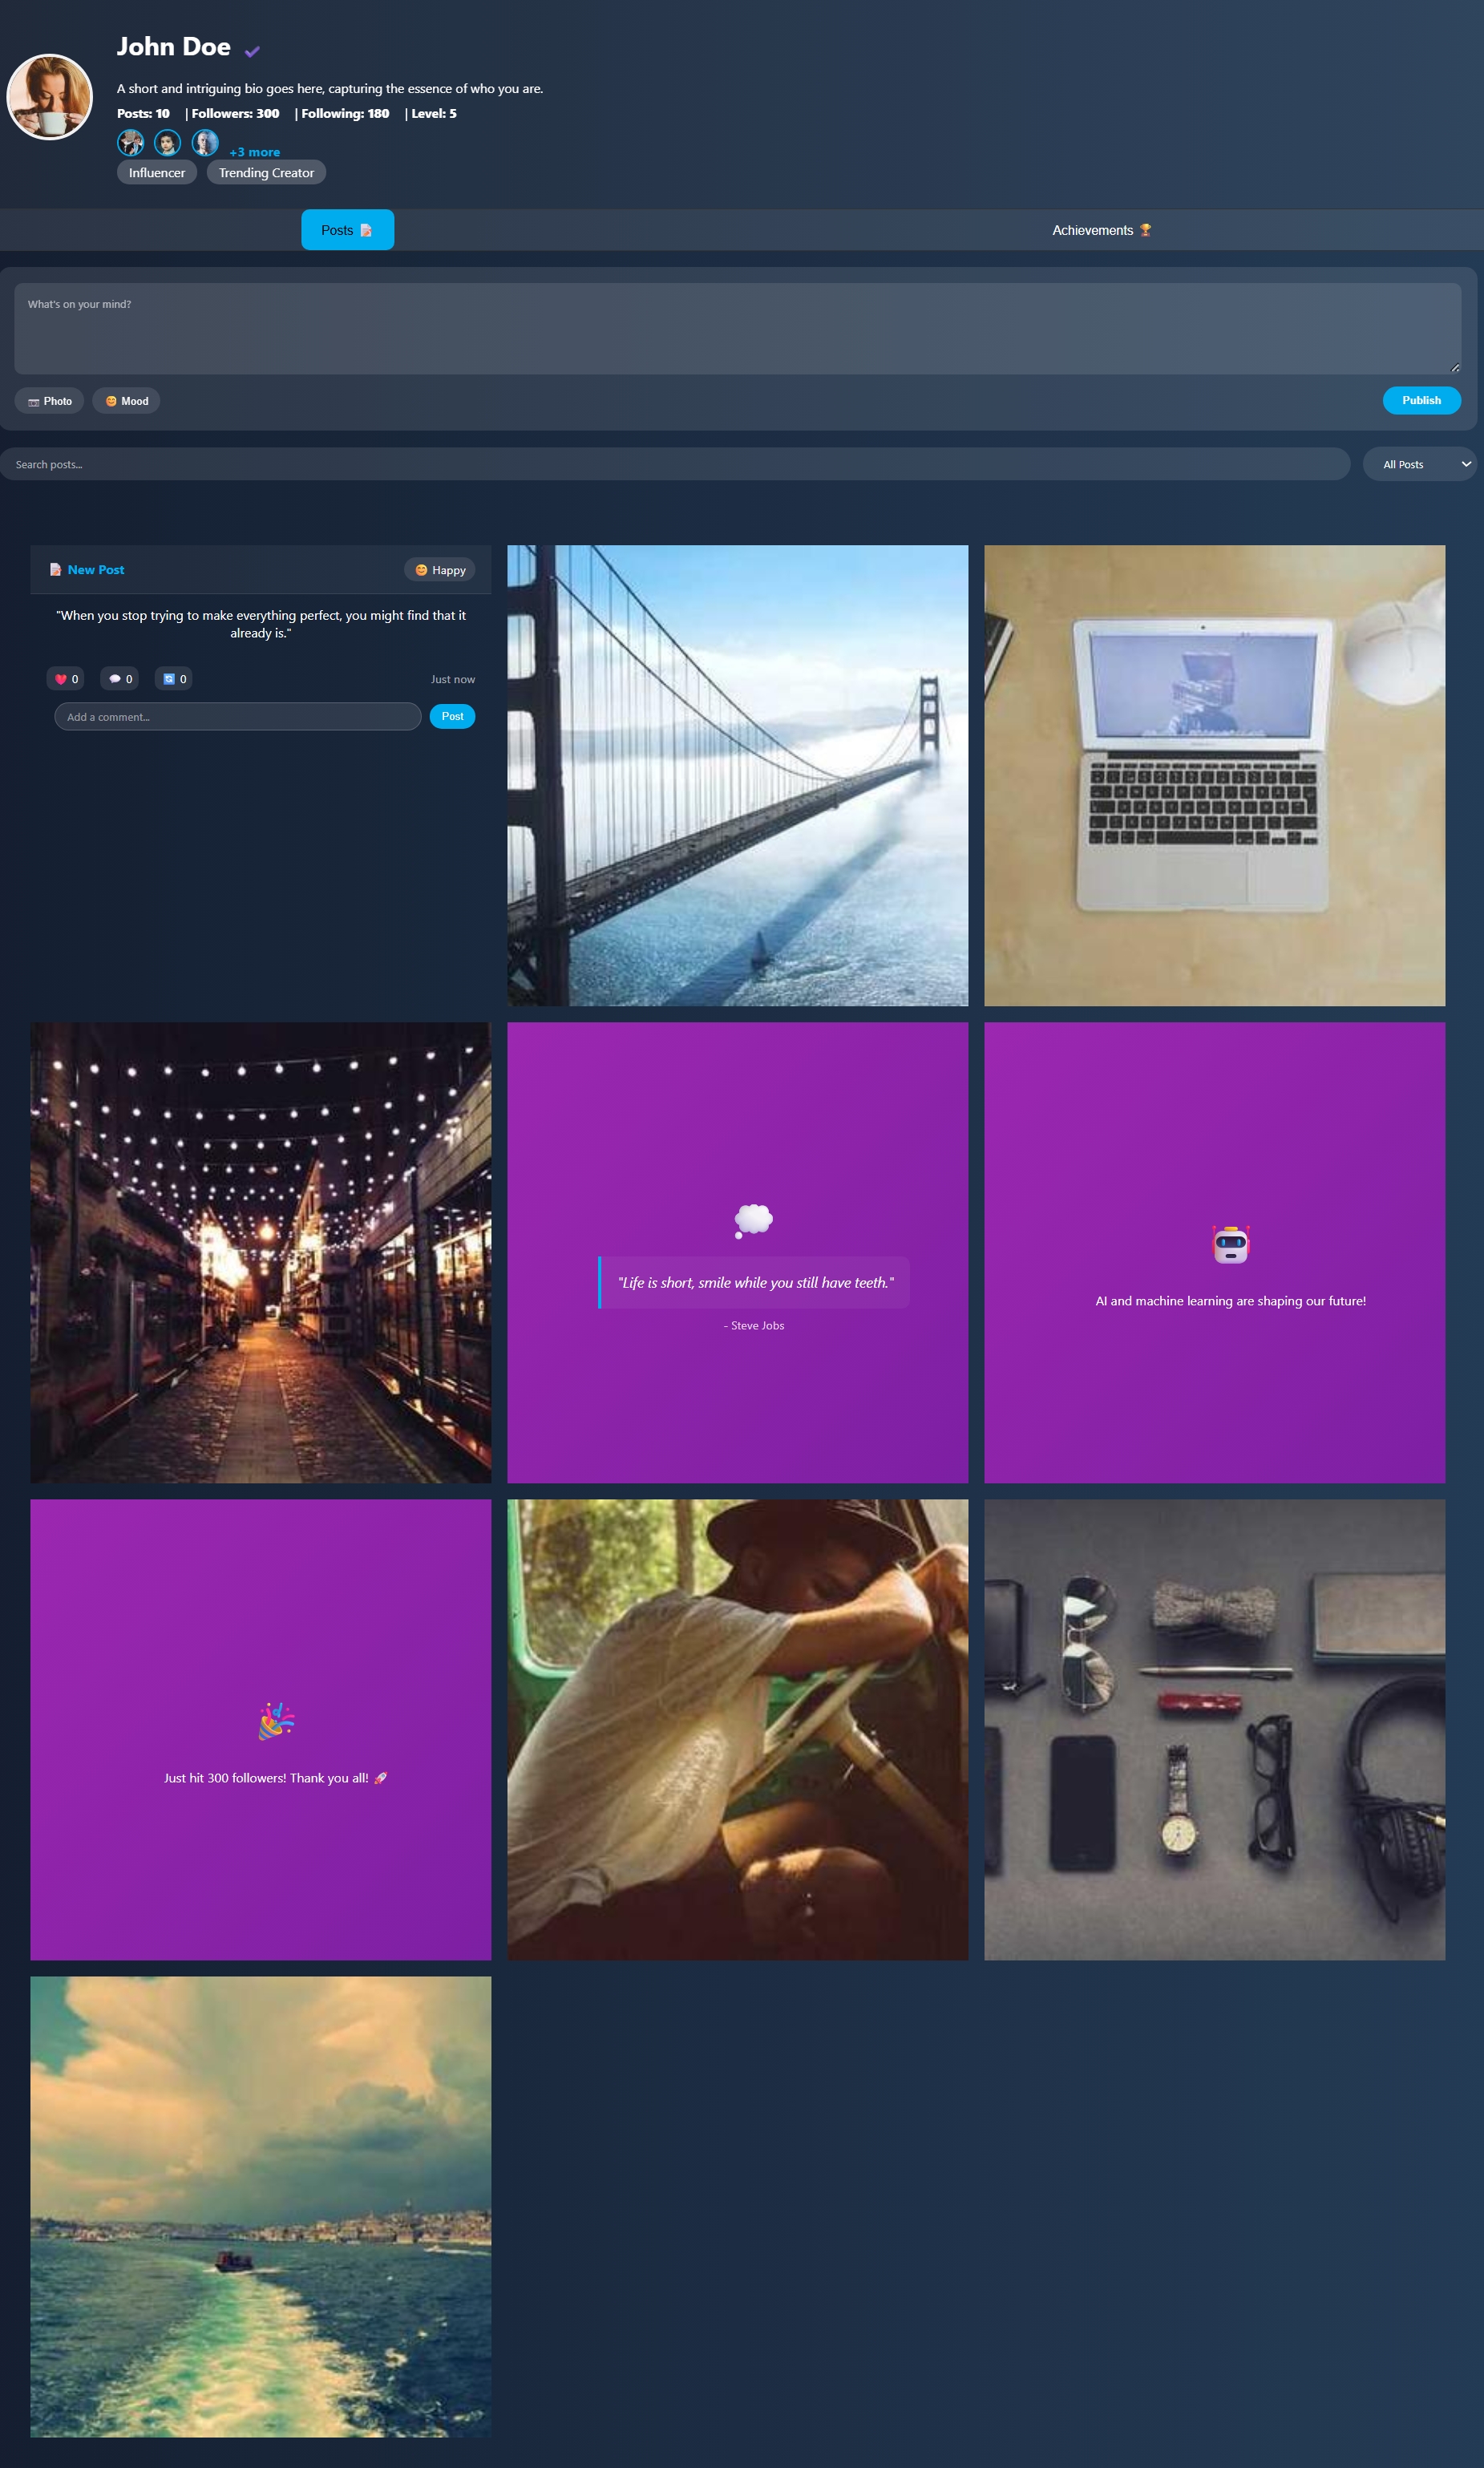 John Doe
A short and intriguing bio goes here, capturing the essence of who you are.
Posts: 10 | Followers: 300 | Following: 180 | Level: 5
+3 more
Influencer Trending Creator
Posts Achievements
What's on your mind?
Photo Mood Publish
Search posts... All Posts
New Post Happy
"When you stop trying to make everything perfect, you might find that it
already is."
0 0 0 Just now
Add a comment... Post
"Life is short, smile while you still have teeth."
- Steve Jobs
AI and machine learning are shaping our future!
Just hit 300 followers! Thank you all! 🚀